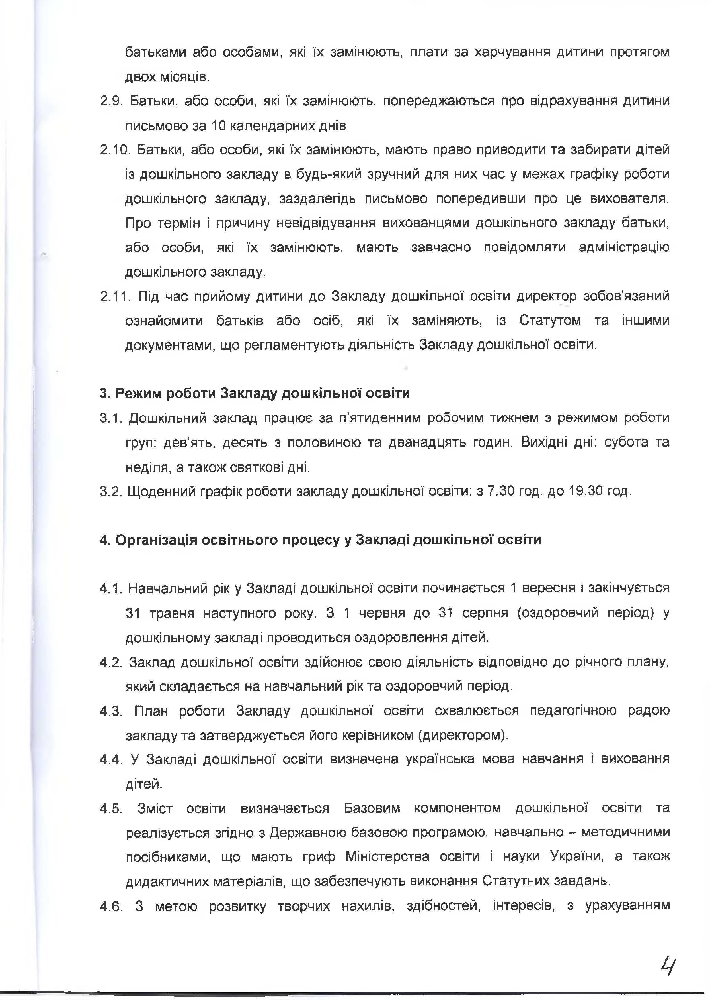 батьками або особами, які їх замінюють, плати за харчування дитини протягом
двох місяців.
2.9. Батьки, або особи, які їх замінюють, попереджаються про відрахування дитини
письмово за 10 календарних днів.
2.10. Батьки, або особи, які їх замінюють, мають право приводити та забирати дітей
із дошкільного закладу в будь-який зручний для них час у межах графіку роботи
дошкільного закладу, заздалегідь письмово попередивши про це вихователя.
Про термін і причину невідвідування вихованцями дошкільного закладу батьки,
або особи, які їх замінюють, мають завчасно повідомляти адміністрацію
дошкільного закладу.
2.11. Під час прийому дитини до Закладу дошкільної освіти директор зобов’язаний
ознайомити батьків або осіб, які їх заміняють, із Статутом та іншими
документами, що регламентують діяльність Закладу дошкільної освіти.
3. Режим роботи Закладу дошкільної освіти
3.1. Дошкільний заклад працює за п’ятиденним робочим тижнем з режимом роботи
груп: дев’ять, десять з половиною та дванадцять годин. Вихідні дні: субота та
неділя, а також святкові дні.
3.2. Щоденний графік роботи закладу дошкільної освіти: з 7.30 год. до 19.30 год.
4. Організація освітнього процесу у Закладі дошкільної освіти
4.1. Навчальний рік у Закладі дошкільної освіти починається 1 вересня і закінчується
31 травня наступного року. З 1 червня до 31 серпня (оздоровчий період) у
дошкільному закладі проводиться оздоровлення дітей.
4.2. Заклад дошкільної освіти здійснює свою діяльність відповідно до річного плану,
який складається на навчальний рік та оздоровчий період.
4.3. План роботи Закладу дошкільної освіти схвалюється педагогічною радою
закладу та затверджується його керівником (директором).
4.4. У Закладі дошкільної освіти визначена українська мова навчання і виховання
дітей.
4.5. Зміст освіти визначається Базовим компонентом дошкільної освіти та
реалізується згідно з Державною базовою програмою, навчально – методичними
посібниками, що мають гриф Міністерства освіти і науки України, а також
дидактичних матеріалів, що забезпечують виконання Статутних завдань.
4.6. З метою розвитку творчих нахилів, здібностей, інтересів, з урахуванням
4